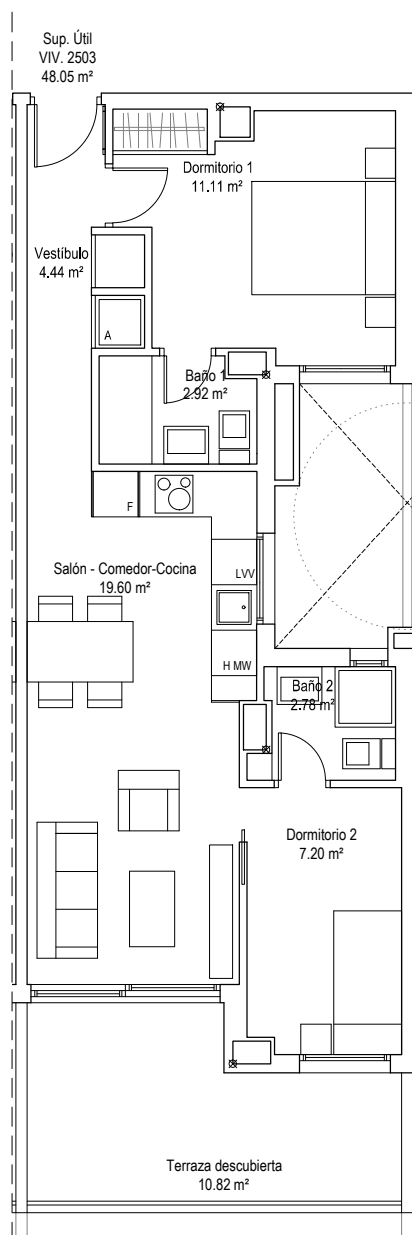 Sup. Útil
VIV. 2503
48.05 m²
Dormitorio 1
11.11 m²
Vestíbulo
4.44 m²
A
Baño 1
2.92 m²
F
Salón - Comedor-Cocina
19.60 m²
LVV
H MW
Baño 2
2.78 m²
Dormitorio 2
7.20 m²
Terraza descubierta
10.82 m²